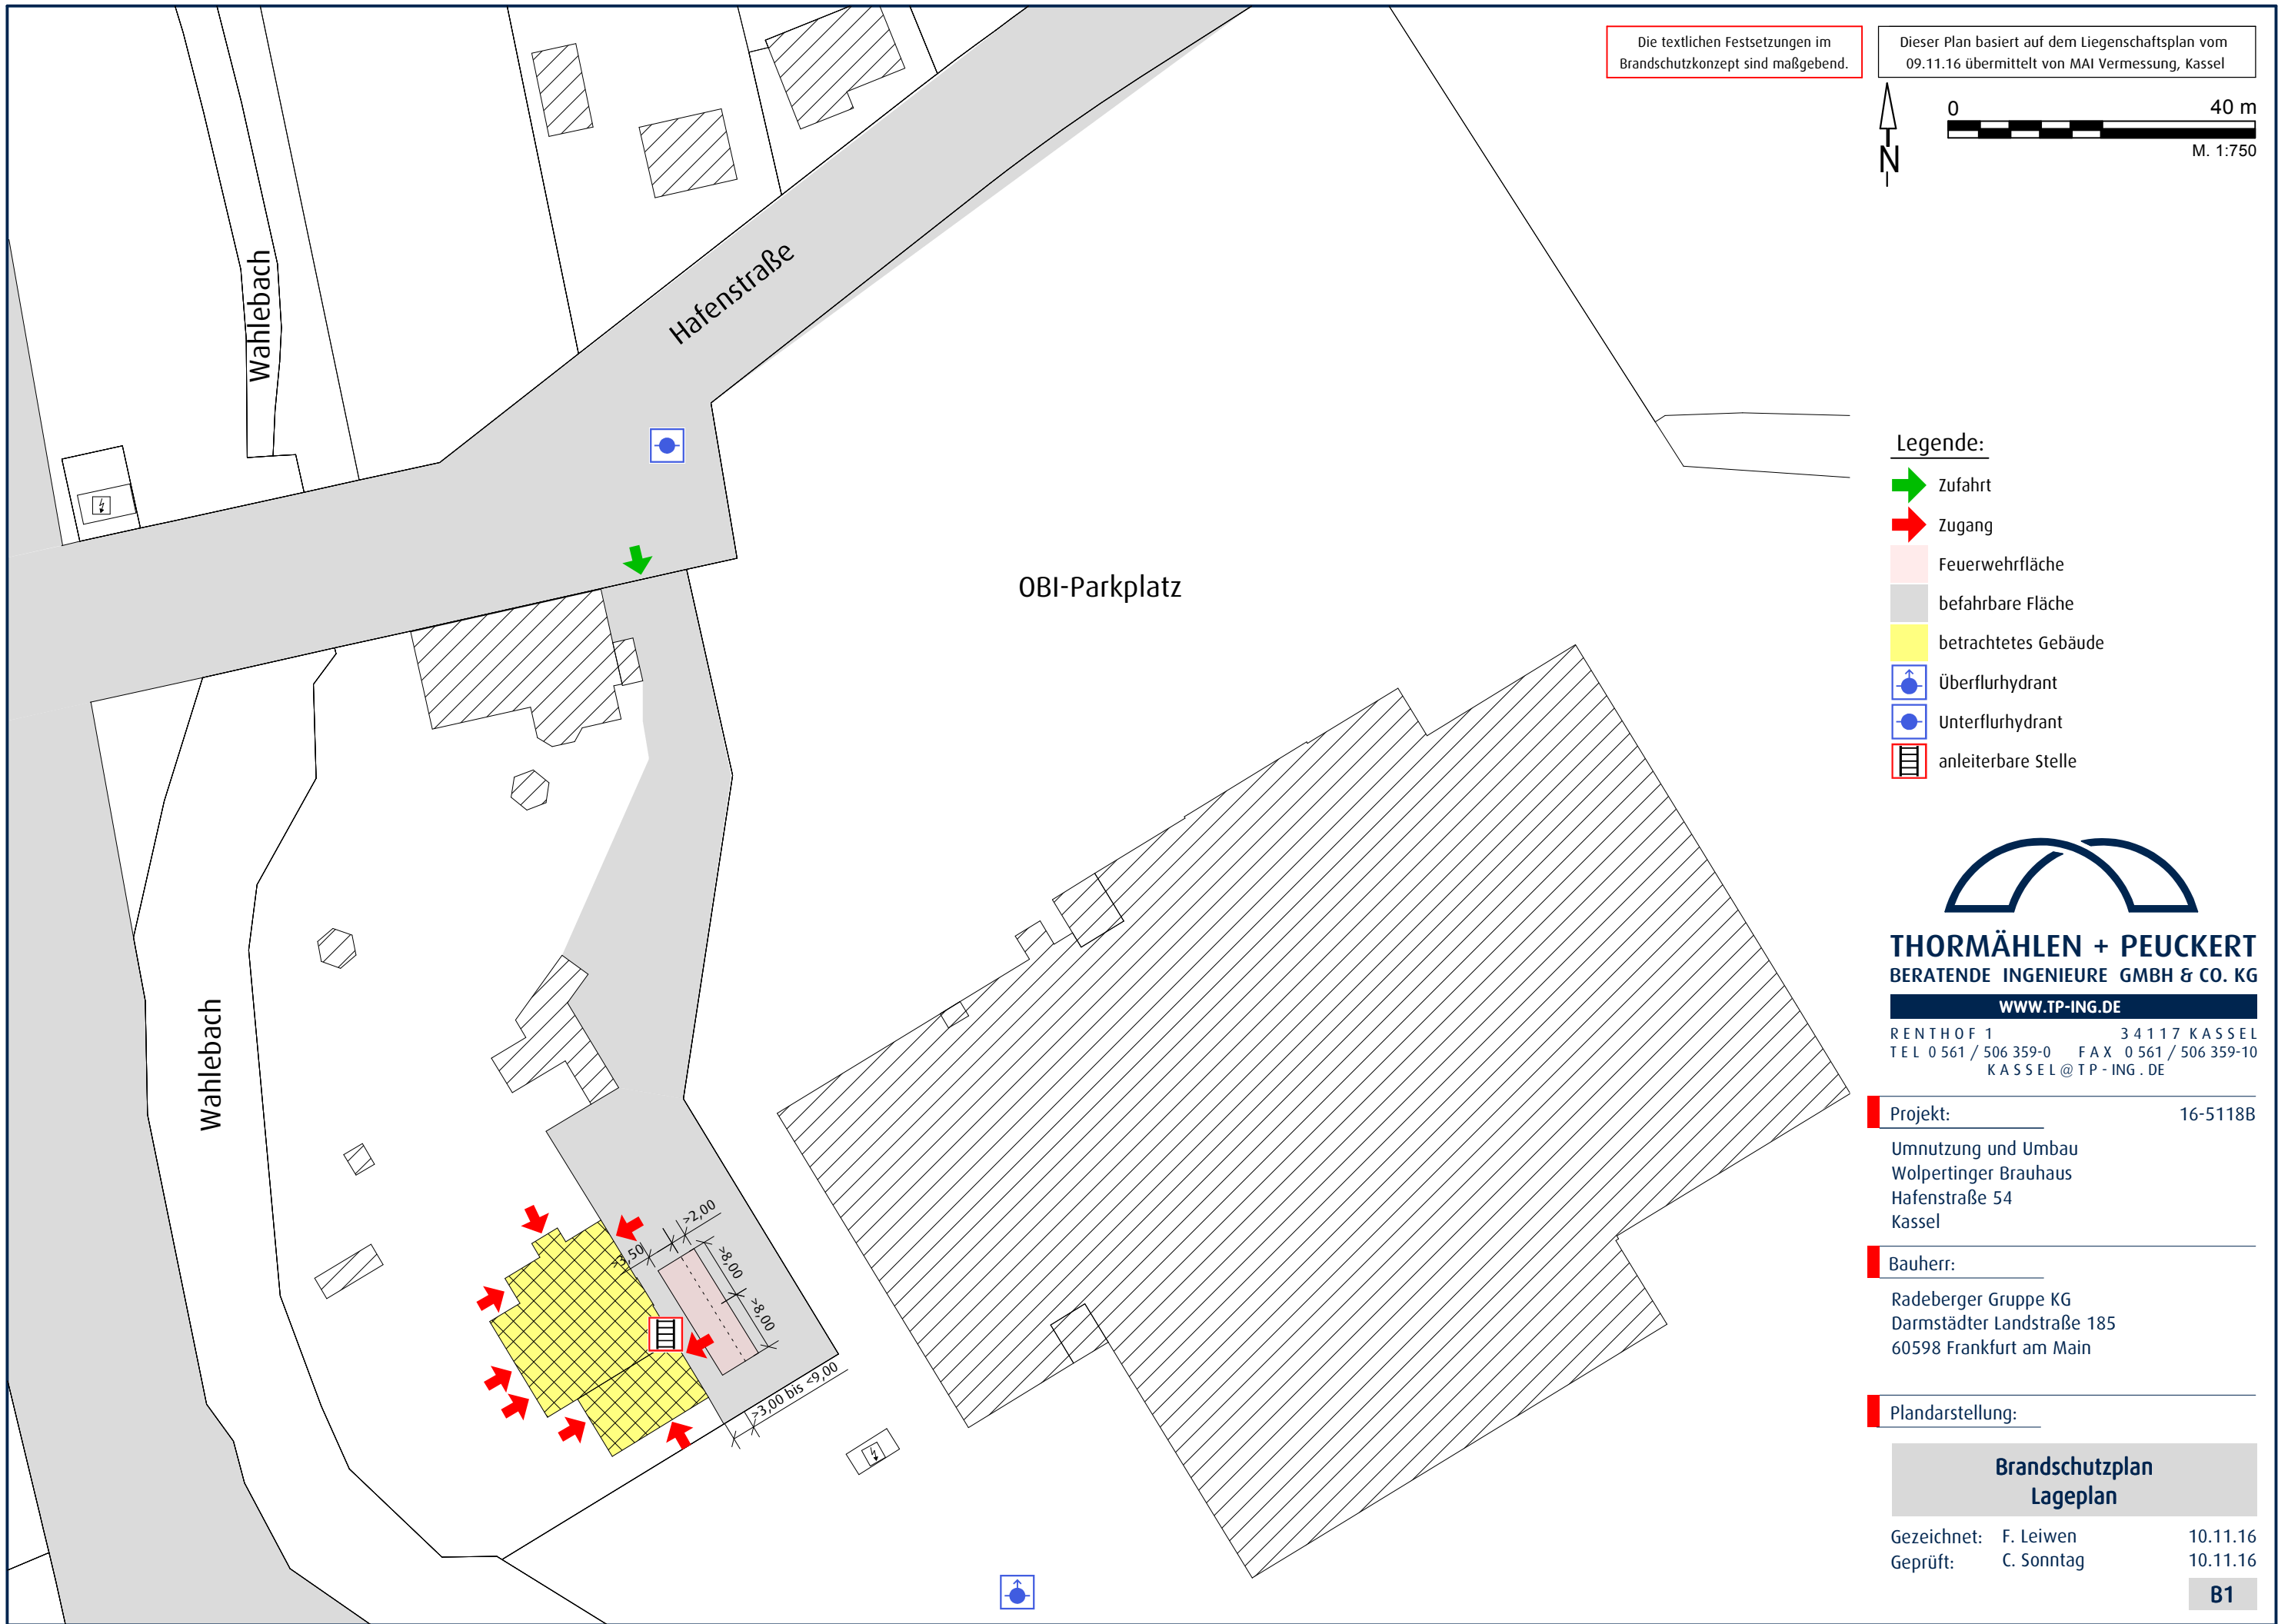 Die textlichen Festsetzungen im
Brandschutzkonzept sind maßgebend.
Dieser Plan basiert auf dem Liegenschaftsplan vom
09.11.16 übermittelt von MAI Vermessung, Kassel
0 40 m
M. 1:750
N
Wahlebach
Hafenstraße
OBI-Parkplatz
Wahlebach
>2,00
>3,50
>8,00
>8,00
>3,00 bis <9,00
Legende:
Zufahrt
Zugang
Feuerwehrfläche
befahrbare Fläche
betrachtetes Gebäude
Überflurhydrant
Unterflurhydrant
anleiterbare Stelle
THORMÄHLEN + PEUCKERT
BERATENDE INGENIEURE GMBH & CO. KG
WWW.TP-ING.DE
RENTHOF 1 34117 KASSEL
TEL 0 561 / 506 359-0 FAX 0 561 / 506 359-10
KASSEL@TP-ING.DE
Projekt: 16-5118B
Umnutzung und Umbau
Wolpertinger Brauhaus
Hafenstraße 54
Kassel
Bauherr:
Radeberger Gruppe KG
Darmstädter Landstraße 185
60598 Frankfurt am Main
Plandarstellung:
Brandschutzplan
Lageplan
Gezeichnet: F. Leiwen 10.11.16
Geprüft: C. Sonntag 10.11.16
B1